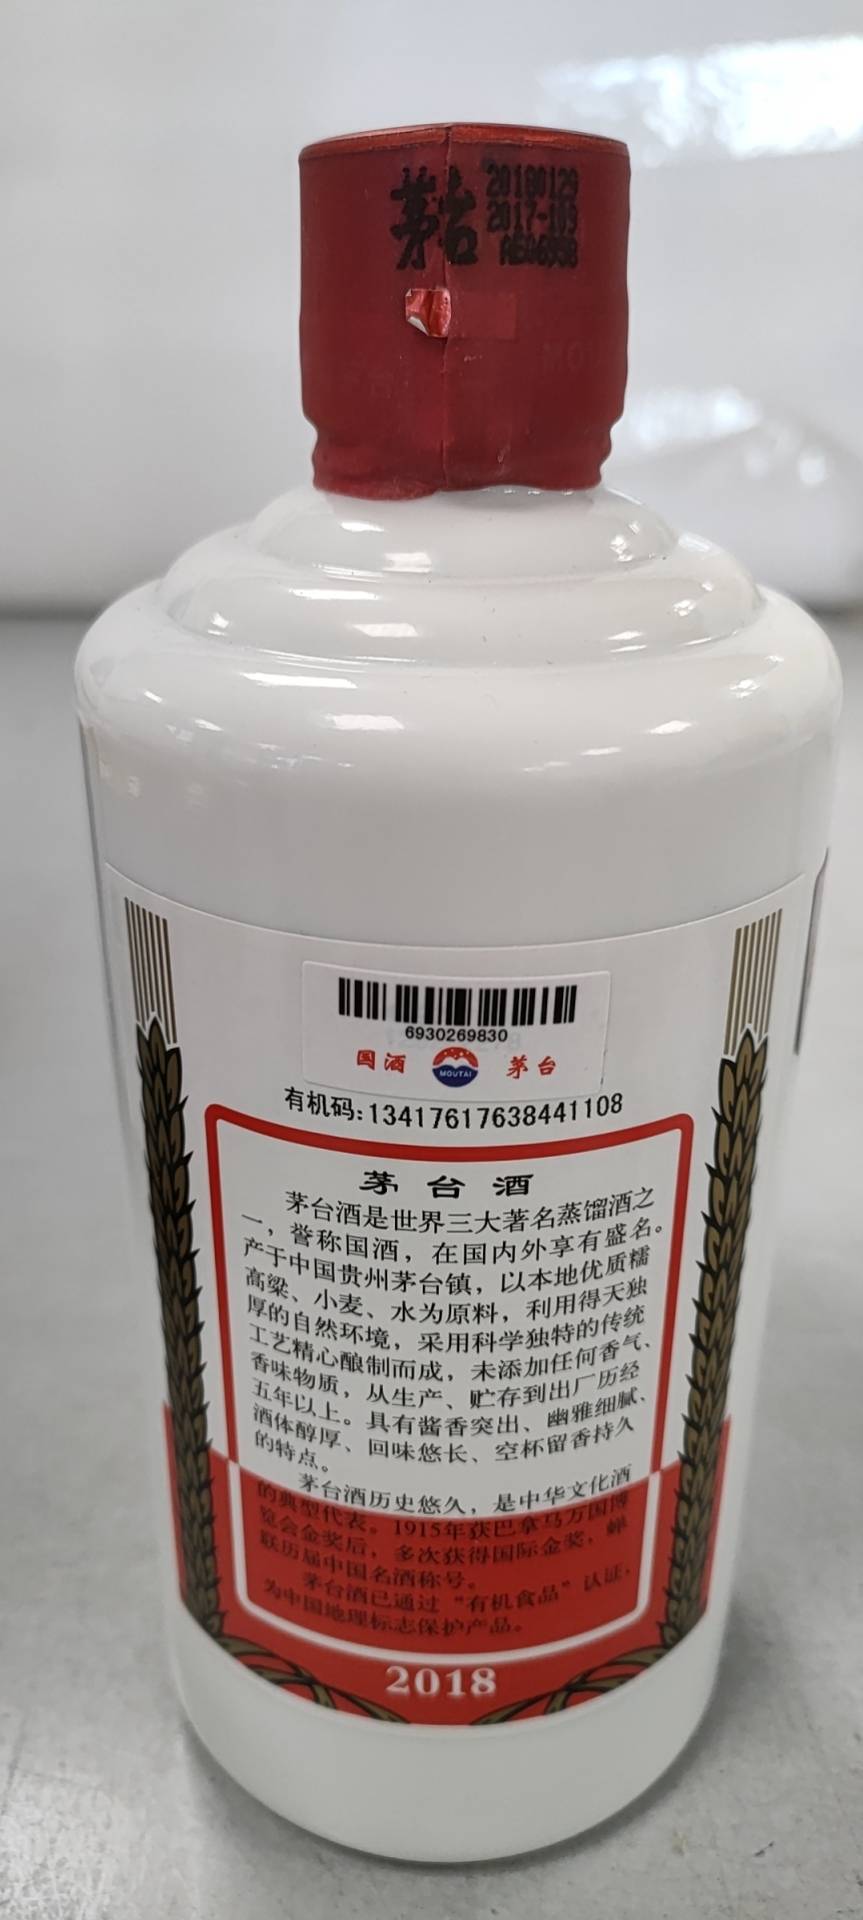 茅台
20180129
2017-109
MO
6930269830
国酒 MOUTAI 茅台
有机码:13417617638441108
茅台酒
茅台酒是世界三大著名蒸馏酒之
一，誉称国酒，在国内外享有盛名。
产于中国贵州茅台镇，以本地优质糯
高粱、小麦、水为原料，利用得天独
厚的自然环境，采用科学独特的传统
工艺精心酿制而成，未添加任何香气、
香味物质，从生产、贮存到出厂历经
五年以上。具有酱香突出、幽雅细腻、
酒体醇厚、回味悠长、空杯留香持久
的特点。
茅台酒历史悠久，是中华文化酒
的典型代表。1915年获巴拿马万国博
览会金奖后，多次获得国际金奖，蝉
联历届中国名酒称号。
茅台酒已通过“有机食品”认证，
为中国地理标志保护产品。
2018